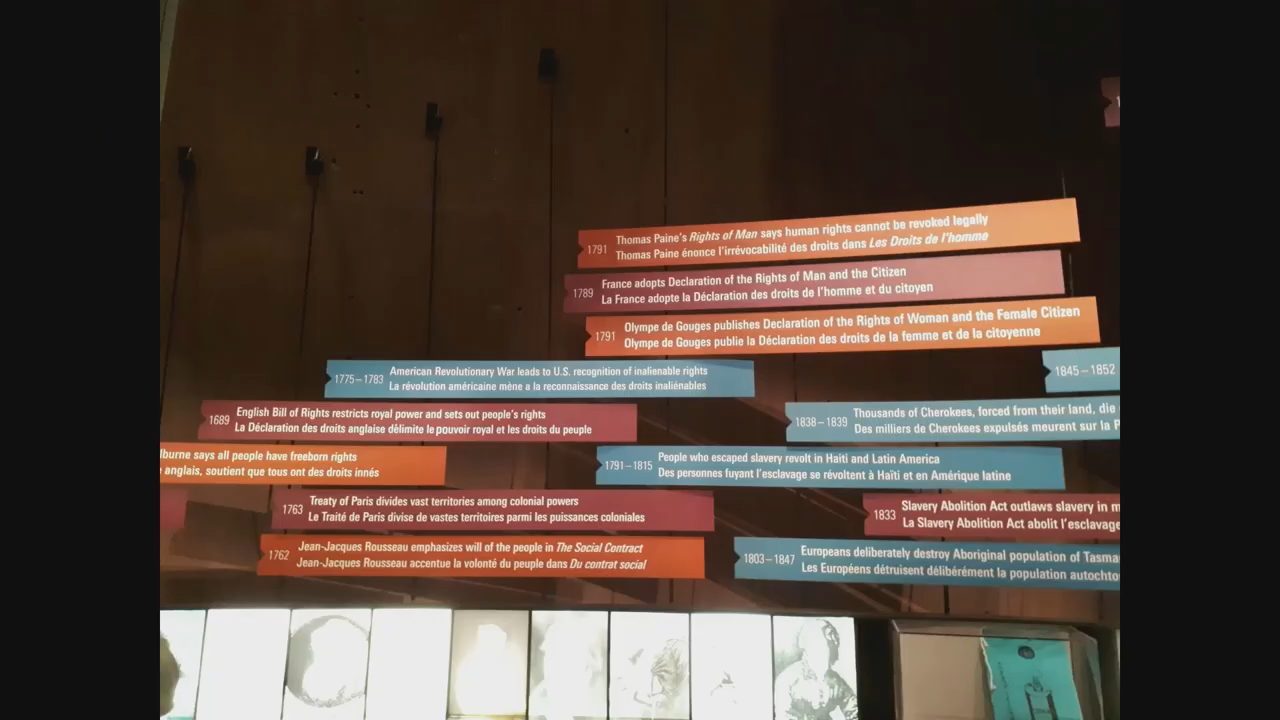 1791
Thomas Paine's Rights of Man says human rights cannot be revoked legally
Thomas Paine énonce l'irrévocabilité des droits dans Les Droits de l'homme
1789
France adopts Declaration of the Rights of Man and the Citizen
La France adopte la Déclaration des droits de l'homme et du citoyen
1791
Olympe de Gouges publishes Declaration of the Rights of Woman and the Female Citizen
Olympe de Gouges publie la Déclaration des droits de la femme et de la citoyenne
1775–1783
American Revolutionary War leads to U.S. recognition of inalienable rights
La révolution américaine mène a la reconnaissance des droits inaliénables
1845–1852
1689
English Bill of Rights restricts royal power and sets out people's rights
La Déclaration des droits anglaise délimite le pouvoir royal et les droits du peuple
1838–1839
Thousands of Cherokees, forced from their land, die
Des milliers de Cherokees expulsés meurent sur la
lburne says all people have freeborn rights
anglais, soutient que tous ont des droits innés
1791–1815
People who escaped slavery revolt in Haiti and Latin America
Des personnes fuyant l'esclavage se révoltent à Haïti et en Amérique latine
1763
Treaty of Paris divides vast territories among colonial powers
Le Traité de Paris divise de vastes territoires parmi les puissances coloniales
1833
Slavery Abolition Act outlaws slavery in m
La Slavery Abolition Act abolit l'esclavage
1762
Jean-Jacques Rousseau emphasizes will of the people in The Social Contract
Jean-Jacques Rousseau accentue la volonté du peuple dans Du contrat social
1803–1847
Europeans deliberately destroy Aboriginal population of Tasma
Les Européens détruisent délibérément la population autochto